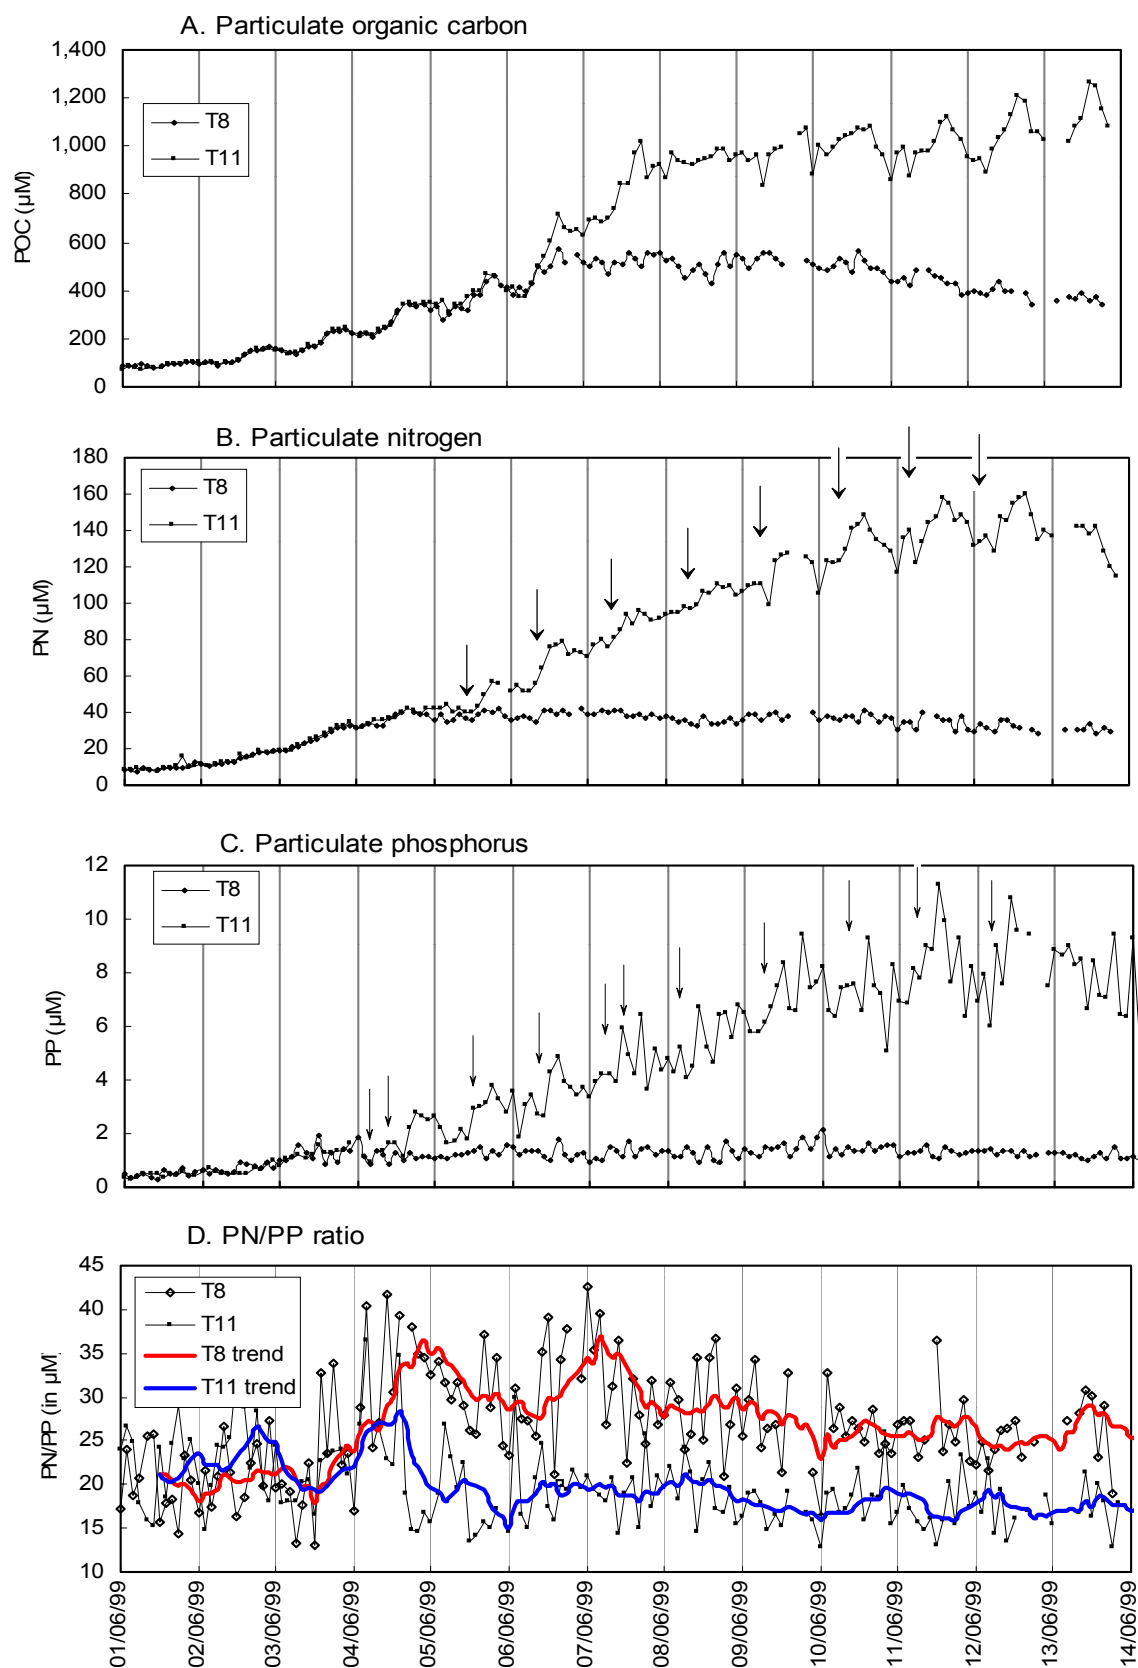 A. Particulate organic carbon
1,400
1,200
1,000
800
600
400
200
0
POC (µM)
T8
T11
B. Particulate nitrogen
180
160
140
120
100
80
60
40
20
0
PN (µM)
T8
T11
C. Particulate phosphorus
12
10
8
6
4
2
0
PP (µM)
T8
T11
D. PN/PP ratio
45
40
35
30
25
20
15
10
PN/PP (in µM)
T8
T11
T8 trend
T11 trend
01/06/99
02/06/99
03/06/99
04/06/99
05/06/99
06/06/99
07/06/99
08/06/99
09/06/99
10/06/99
11/06/99
12/06/99
13/06/99
14/06/99